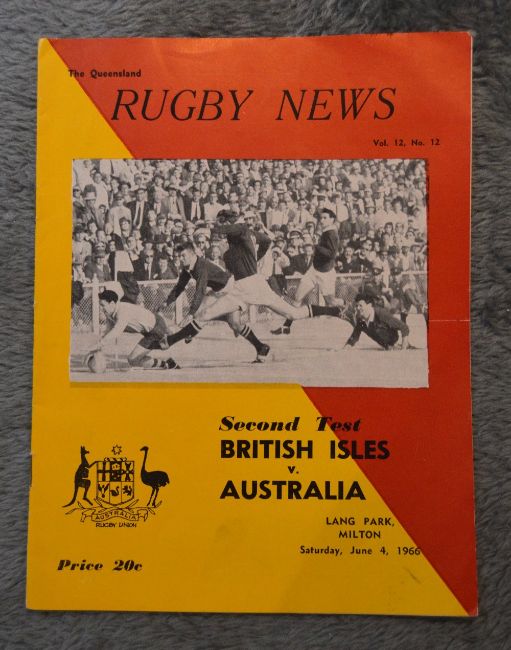 The Queensland
RUGBY NEWS
Vol. 12, No. 12
Second Test
BRITISH ISLES
v.
AUSTRALIA
LANG PARK,
MILTON
Saturday, June 4, 1966
AUSTRALIA
RUGBY UNION
Price 20c